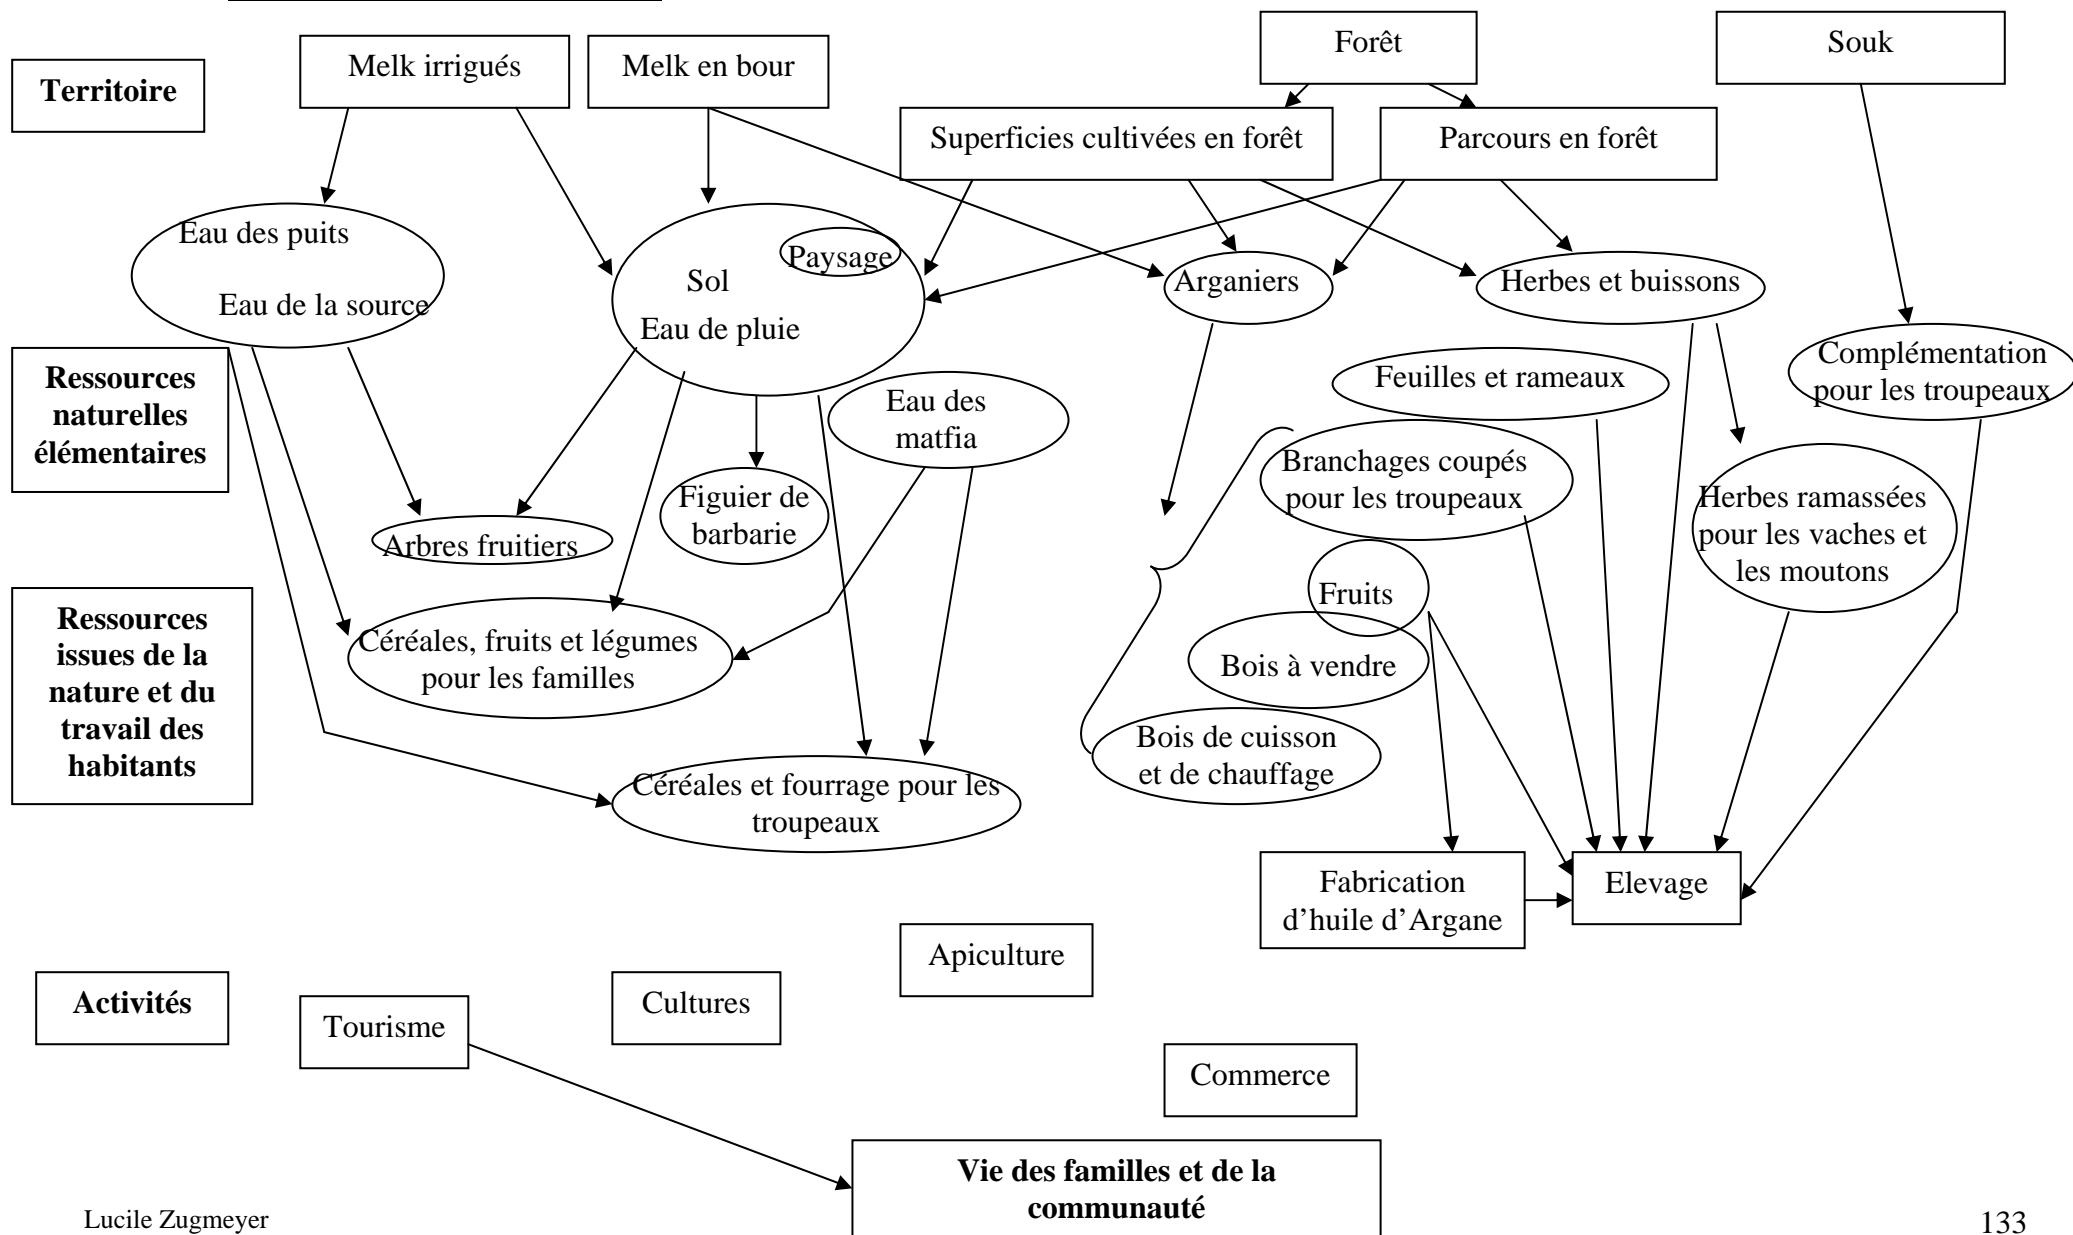 Forêt
Souk
Melk irrigués
Melk en bour
Territoire
Superficies cultivées en forêt
Parcours en forêt
Eau des puits
Eau de la source
Paysage
Sol
Eau de pluie
Arganiers
Herbes et buissons
Complémentation
pour les troupeaux
Ressources
naturelles
élémentaires
Feuilles et rameaux
Eau des
matfia
Branchages coupés
pour les troupeaux
Figuier de
barbarie
Herbes ramassées
pour les vaches et
les moutons
Arbres fruitiers
Fruits
Ressources
issues de la
nature et du
travail des
habitants
Céréales, fruits et légumes
pour les familles
Bois à vendre
Bois de cuisson
et de chauffage
Céréales et fourrage pour les
troupeaux
Fabrication
d’huile d’Argane
Elevage
Apiculture
Activités
Cultures
Tourisme
Commerce
Vie des familles et de la
communauté
Lucile Zugmeyer
133